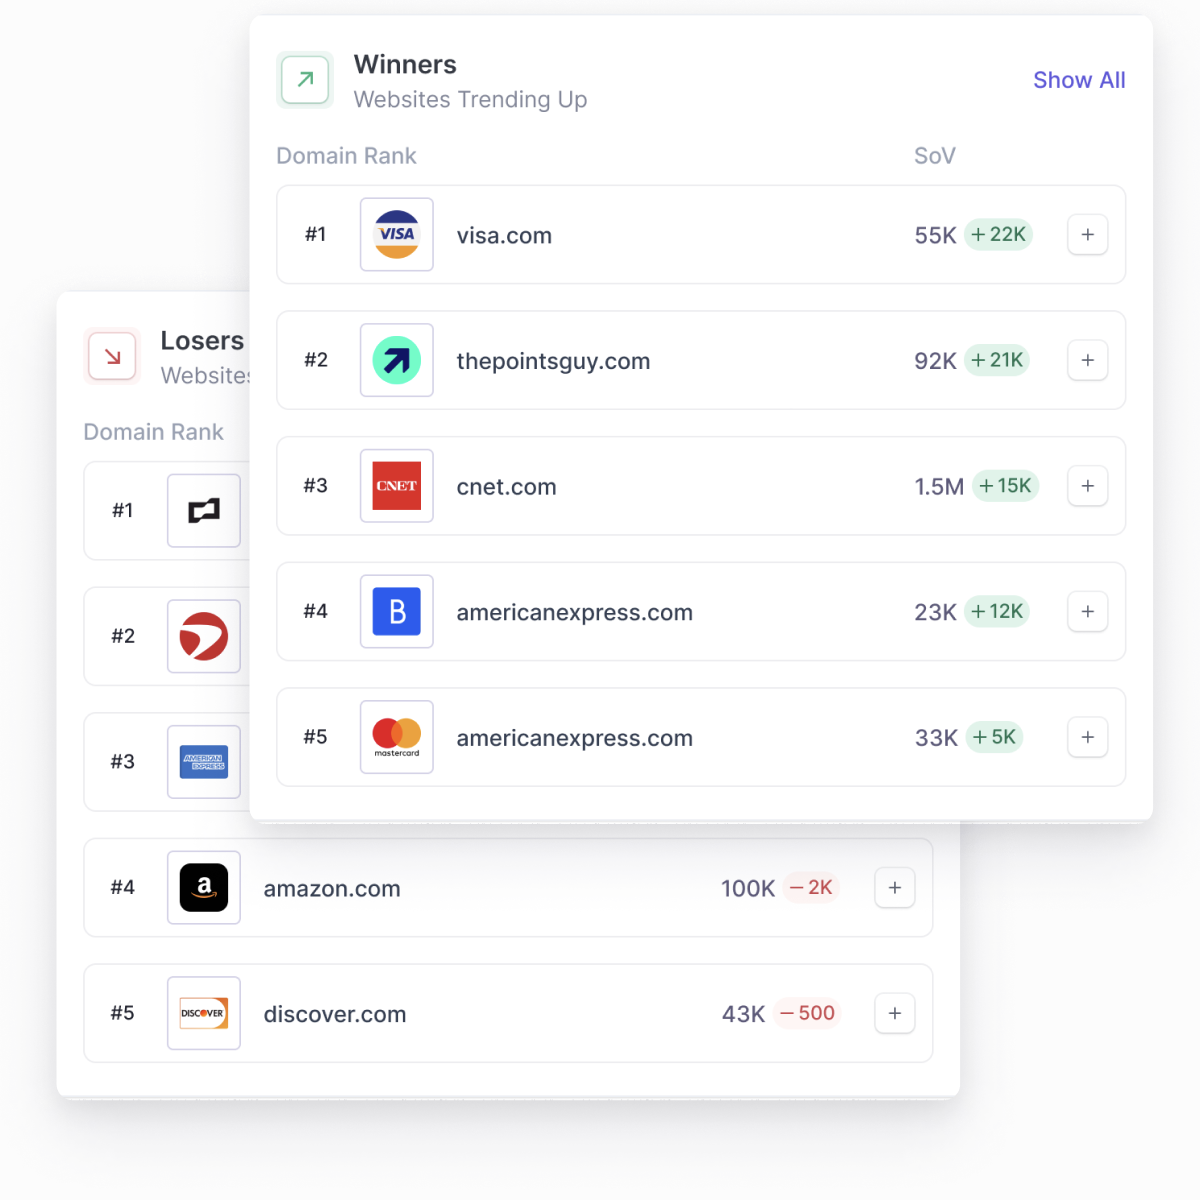 Winners
Websites Trending Up
Show All
Domain Rank SoV
#1 VISA visa.com 55K +22K +
#2 thepointsguy.com 92K +21K +
#3 CNET cnet.com 1.5M +15K +
#4 B americanexpress.com 23K +12K +
#5 mastercard americanexpress.com 33K +5K +
Losers
Websites
Domain Rank
#1
#2
#3 AMERICAN EXPRESS
#4 a amazon.com 100K −2K +
#5 DISCOVER discover.com 43K −500 +